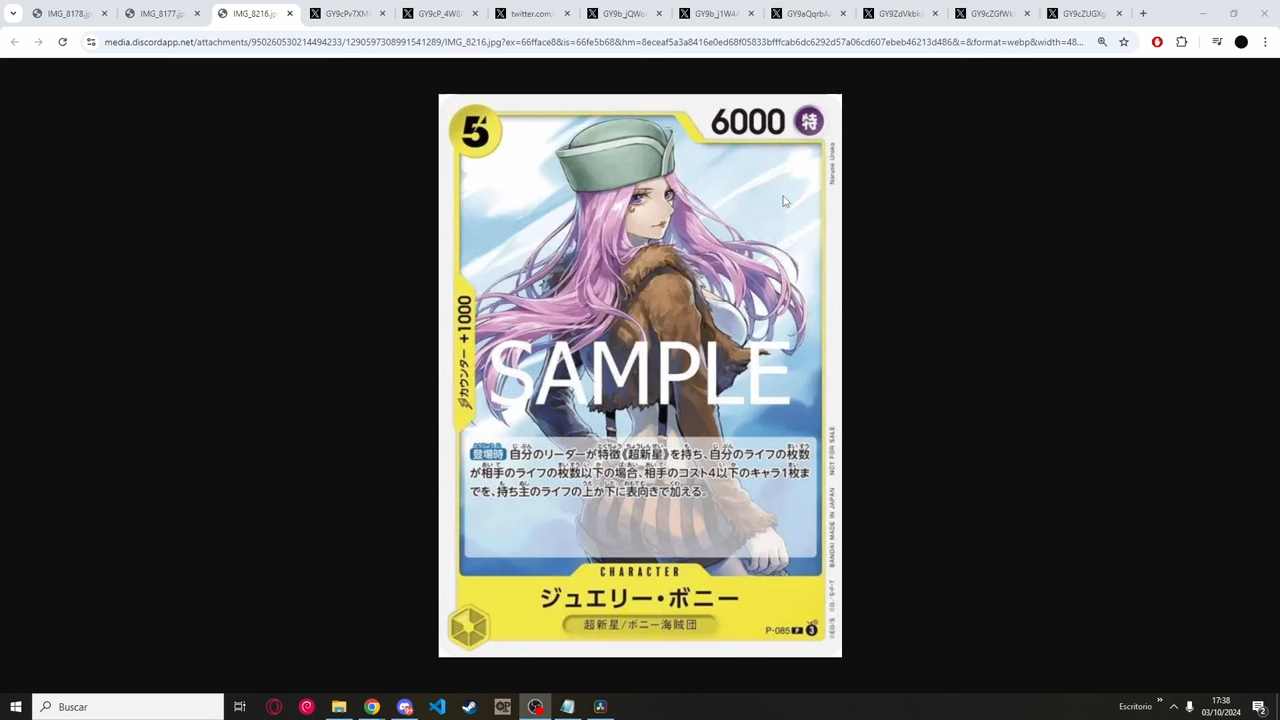 IMG_8178.jp
IMG_8177.jp
IMG_8216.jp
GY9cPv7XM
GY9cP_4W8
twitter.com/
GY9b_jQWo
GY9b_j1W4
GY9aQqrbA
GY9ZdVkbk
GY9cZGfWk
GY9cZUGXg
media.discordapp.net/attachments/950260530214494233/1290597308991541289/IMG_8216.jpg?ex=66fface8&is=66fe5b68&hm=8eceaf5a3a8416e0ed68f05833bfffcab6dc6292d57a06cd607ebeb46213d486&=&format=webp&width=48...
5
6000 特
Naruse Uroko
カウンター +1000
SAMPLE
登場時 自分のリーダーが特徴《超新星》を持ち、自分のライフの枚数
が相手のライフの枚数以下の場合、相手のコスト4以下のキャラ1枚ま
でを、持ち主のライフの上か下に表向きで加える。
CHARACTER
ジュエリー・ボニー
超新星/ボニー海賊団
P-085 P 3
©EO/S ©O/S・F・T BANDAI MADE IN JAPAN NOT FOR SALE
Buscar
OP
Escritorio
17:38
03/10/2024
2